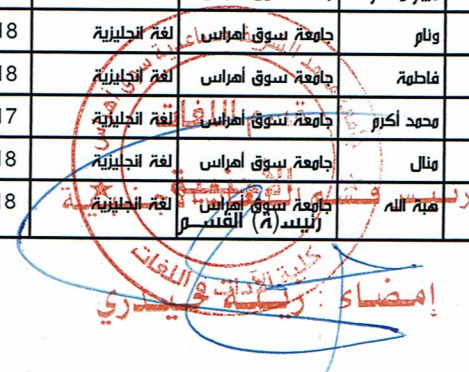 وئام جامعة سوق أهراس لغة انجليزية 18
فاطمة جامعة سوق أهراس لغة انجليزية 18
محمد أكرم جامعة سوق أهراس لغة انجليزية 17
منال جامعة سوق أهراس لغة انجليزية 18
هبة الله جامعة سوق أهراس لغة انجليزية 18
رئيس(ة) القسم
قسم اللغات
كلية الآداب واللغات
إمضاء